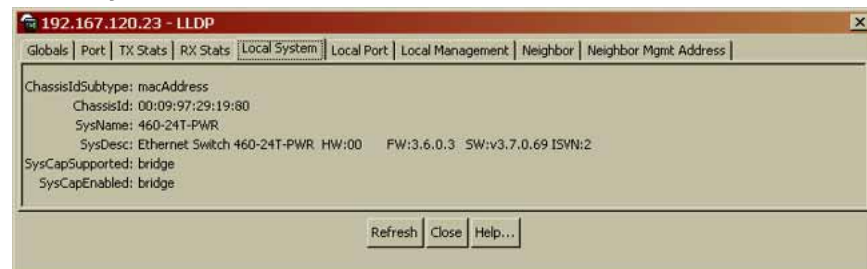 192.167.120.23 - LLDP
Globals | Port | TX Stats | RX Stats | Local System | Local Port | Local Management | Neighbor | Neighbor Mgmt Address
ChassisIdSubtype: macAddress
ChassisId: 00:09:97:29:19:80
SysName: 460-24T-PWR
SysDesc: Ethernet Switch 460-24T-PWR HW:00 FW:3.6.0.3 SW:v3.7.0.69 ISVN:2
SysCapSupported: bridge
SysCapEnabled: bridge
Refresh Close Help...